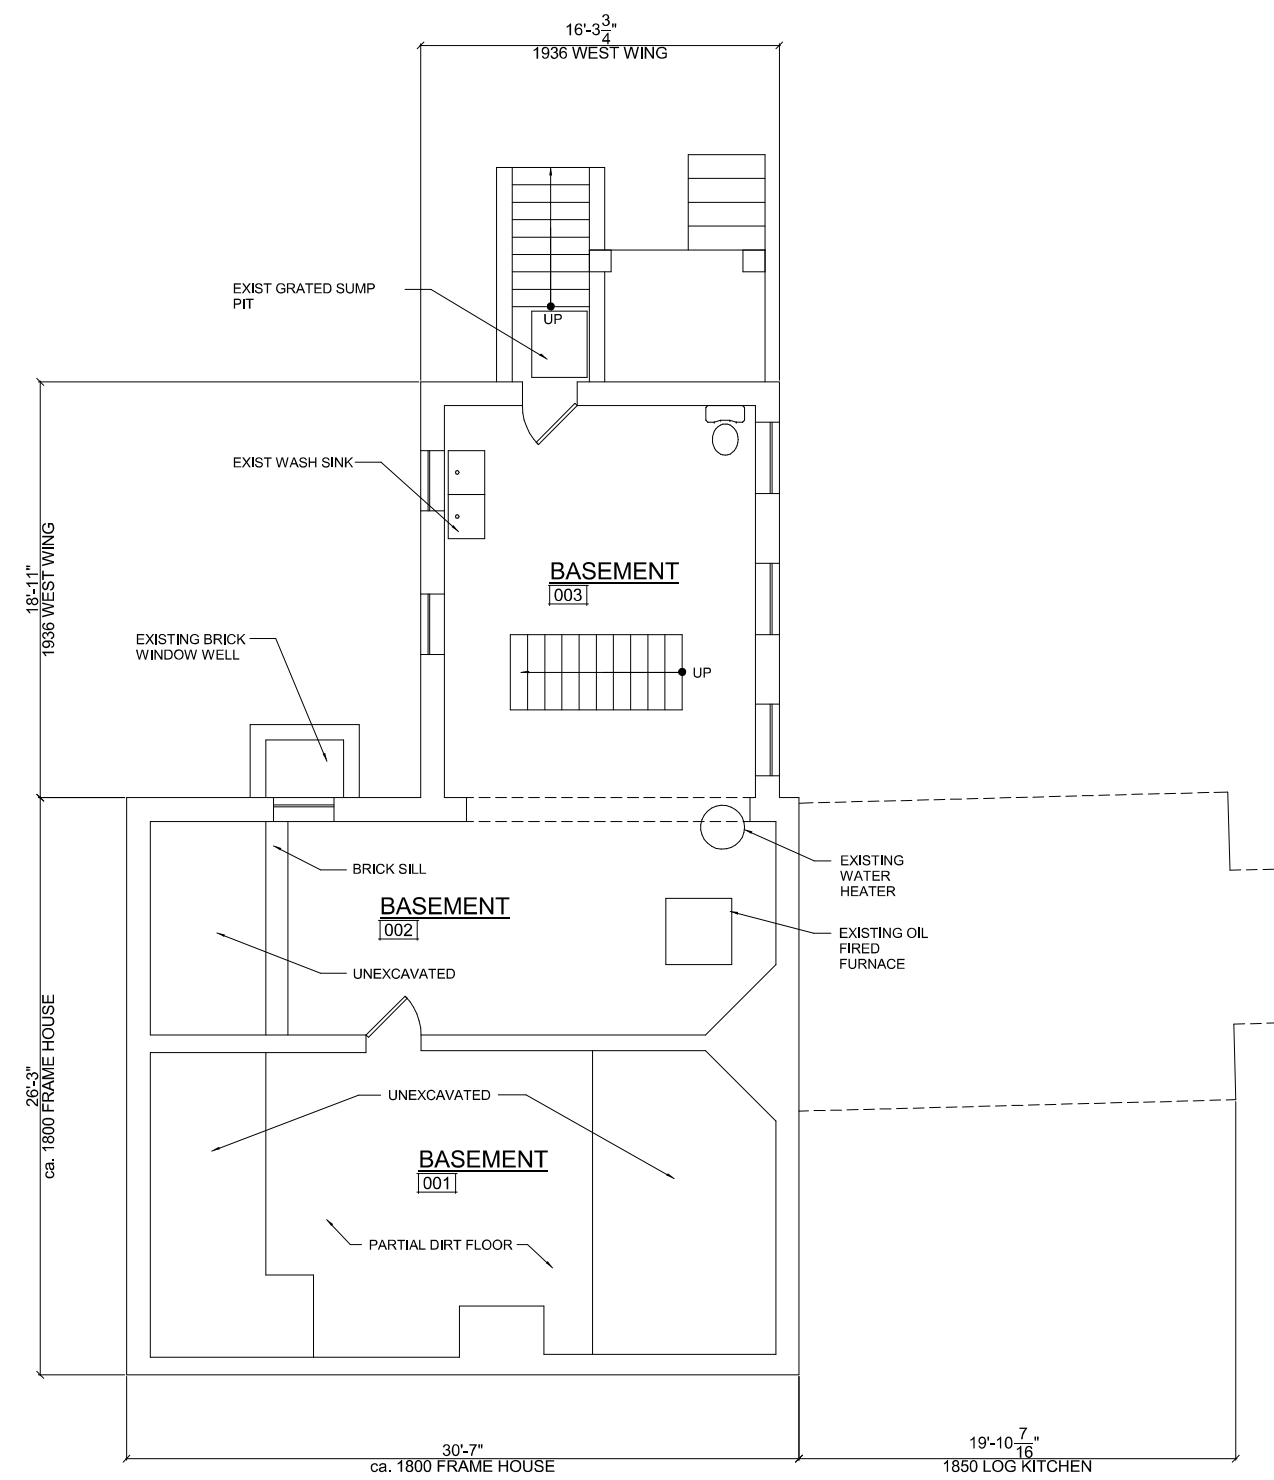 16'-3 3/4"
1936 WEST WING
EXIST GRATED SUMP
PIT
UP
EXIST WASH SINK
18'-11"
1936 WEST WING
BASEMENT
003
EXISTING BRICK
WINDOW WELL
UP
BRICK SILL
EXISTING
WATER
HEATER
BASEMENT
002
EXISTING OIL
FIRED
FURNACE
UNEXCAVATED
26'-3"
ca. 1800 FRAME HOUSE
UNEXCAVATED
BASEMENT
001
PARTIAL DIRT FLOOR
30'-7"
ca. 1800 FRAME HOUSE
19'-10 7/16"
1850 LOG KITCHEN